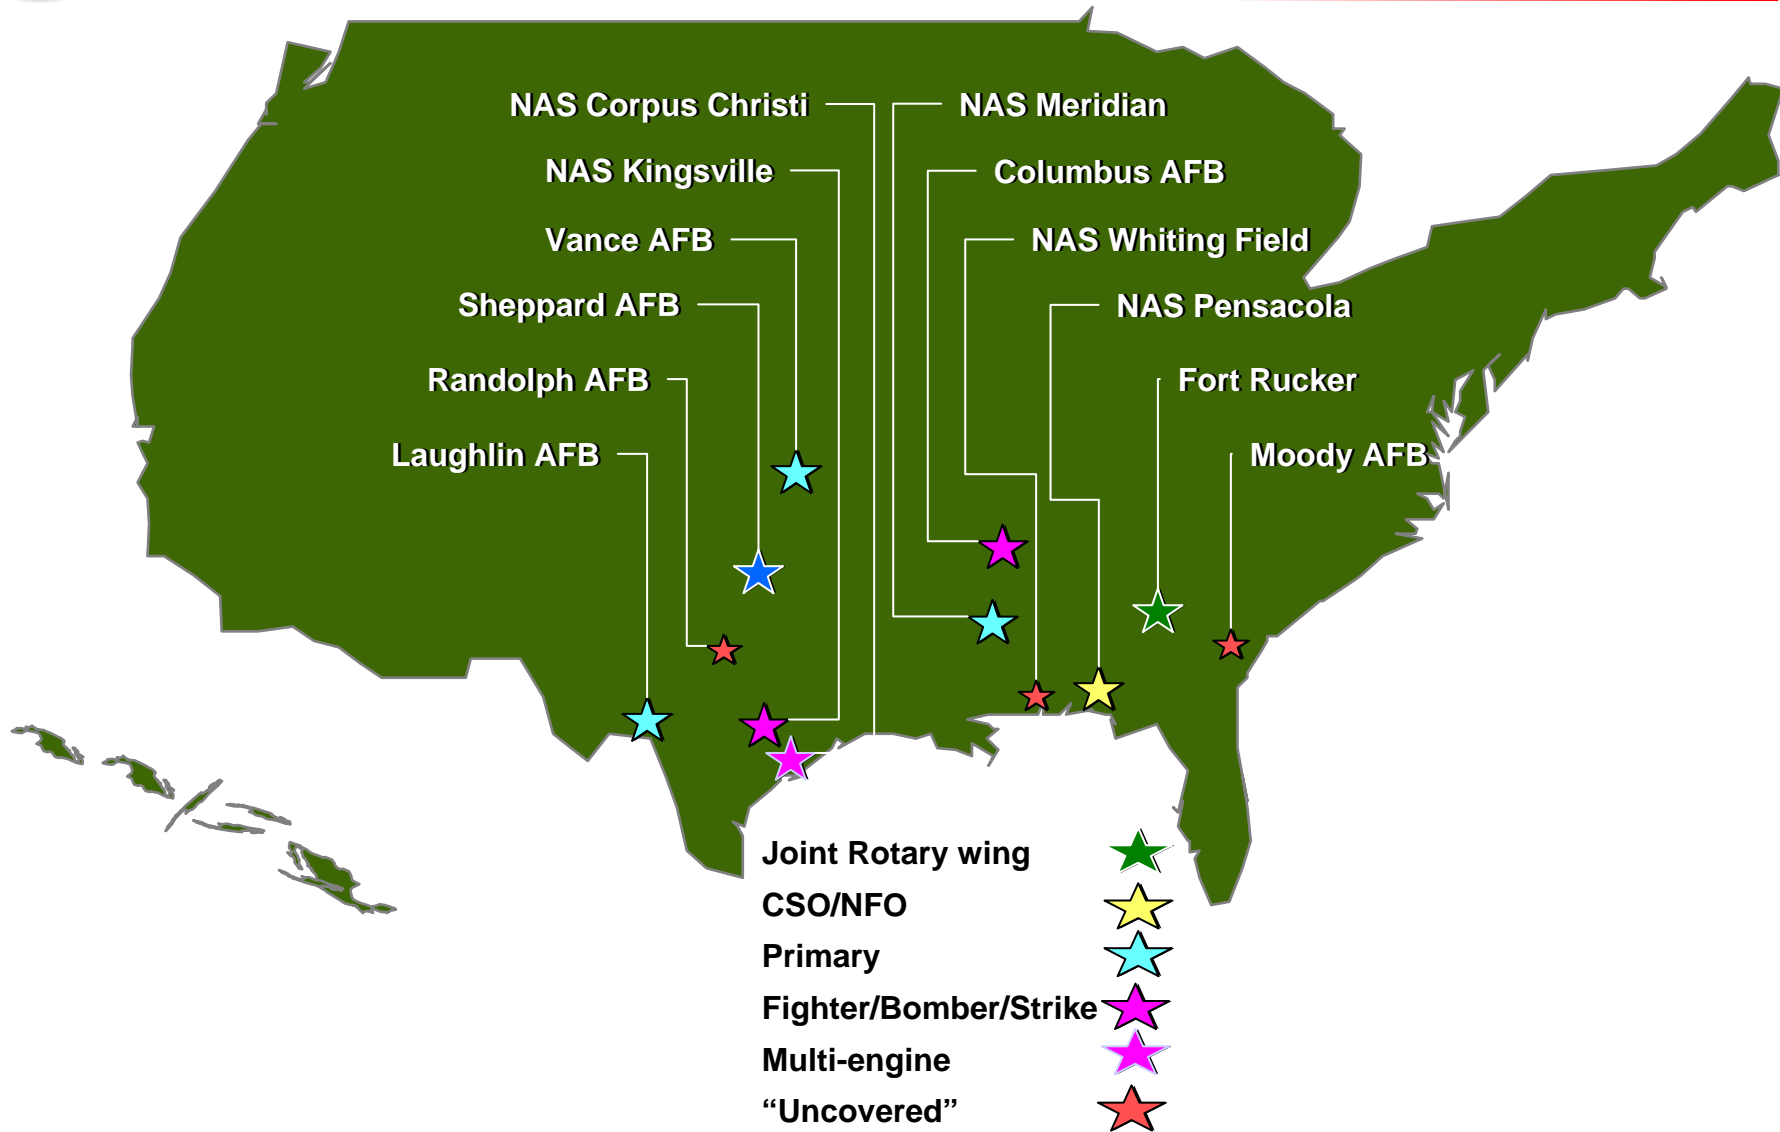 NAS Corpus Christi
NAS Meridian
NAS Kingsville
Columbus AFB
Vance AFB
NAS Whiting Field
Sheppard AFB
NAS Pensacola
Randolph AFB
Fort Rucker
Laughlin AFB
Moody AFB
Joint Rotary wing
CSO/NFO
Primary
Fighter/Bomber/Strike
Multi-engine
“Uncovered”